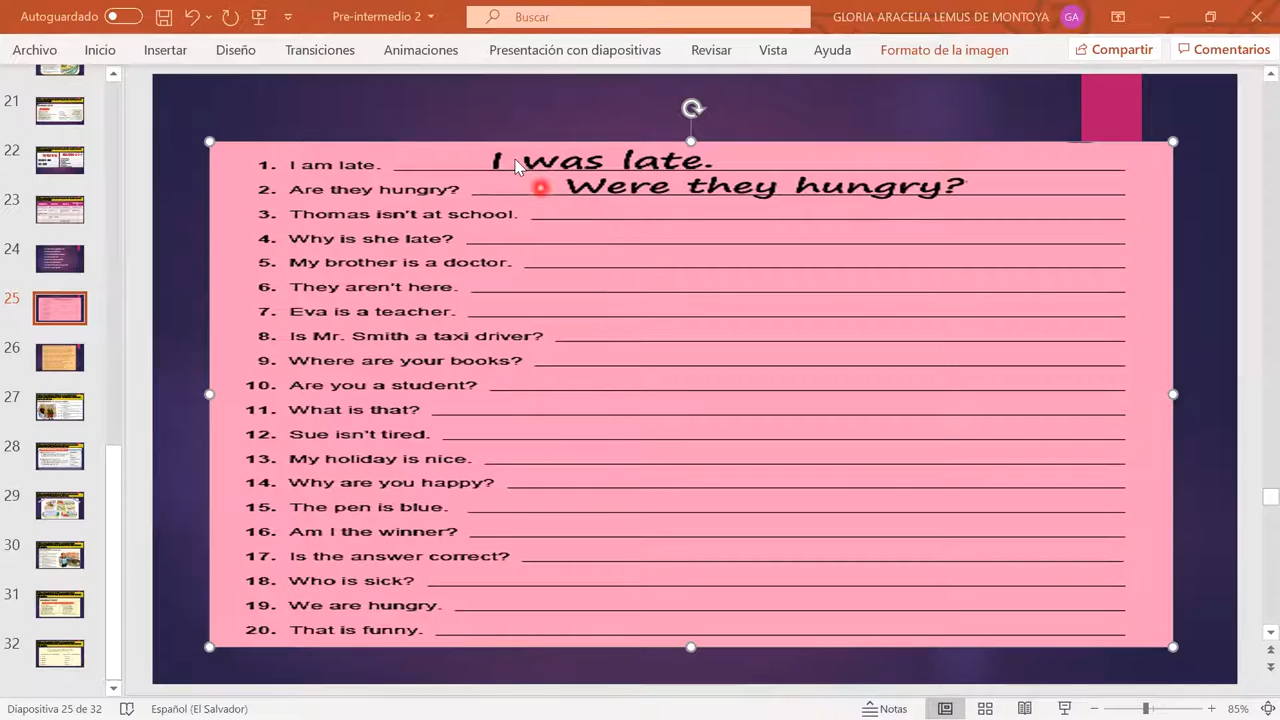 Autoguardado
Pre-intermedio 2
Buscar
GLORIA ARACELIA LEMUS DE MONTOYA
GA
Archivo
Inicio
Insertar
Diseño
Transiciones
Animaciones
Presentación con diapositivas
Revisar
Vista
Ayuda
Formato de la imagen
Compartir
Comentarios
21
22
23
24
25
26
27
28
29
30
31
32
1. I am late. I was late.
2. Are they hungry? Were they hungry?
3. Thomas isn't at school.
4. Why is she late?
5. My brother is a doctor.
6. They aren't here.
7. Eva is a teacher.
8. Is Mr. Smith a taxi driver?
9. Where are your books?
10. Are you a student?
11. What is that?
12. Sue isn't tired.
13. My holiday is nice.
14. Why are you happy?
15. The pen is blue.
16. Am I the winner?
17. Is the answer correct?
18. Who is sick?
19. We are hungry.
20. That is funny.
Diapositiva 25 de 32
Español (El Salvador)
Notas
85%